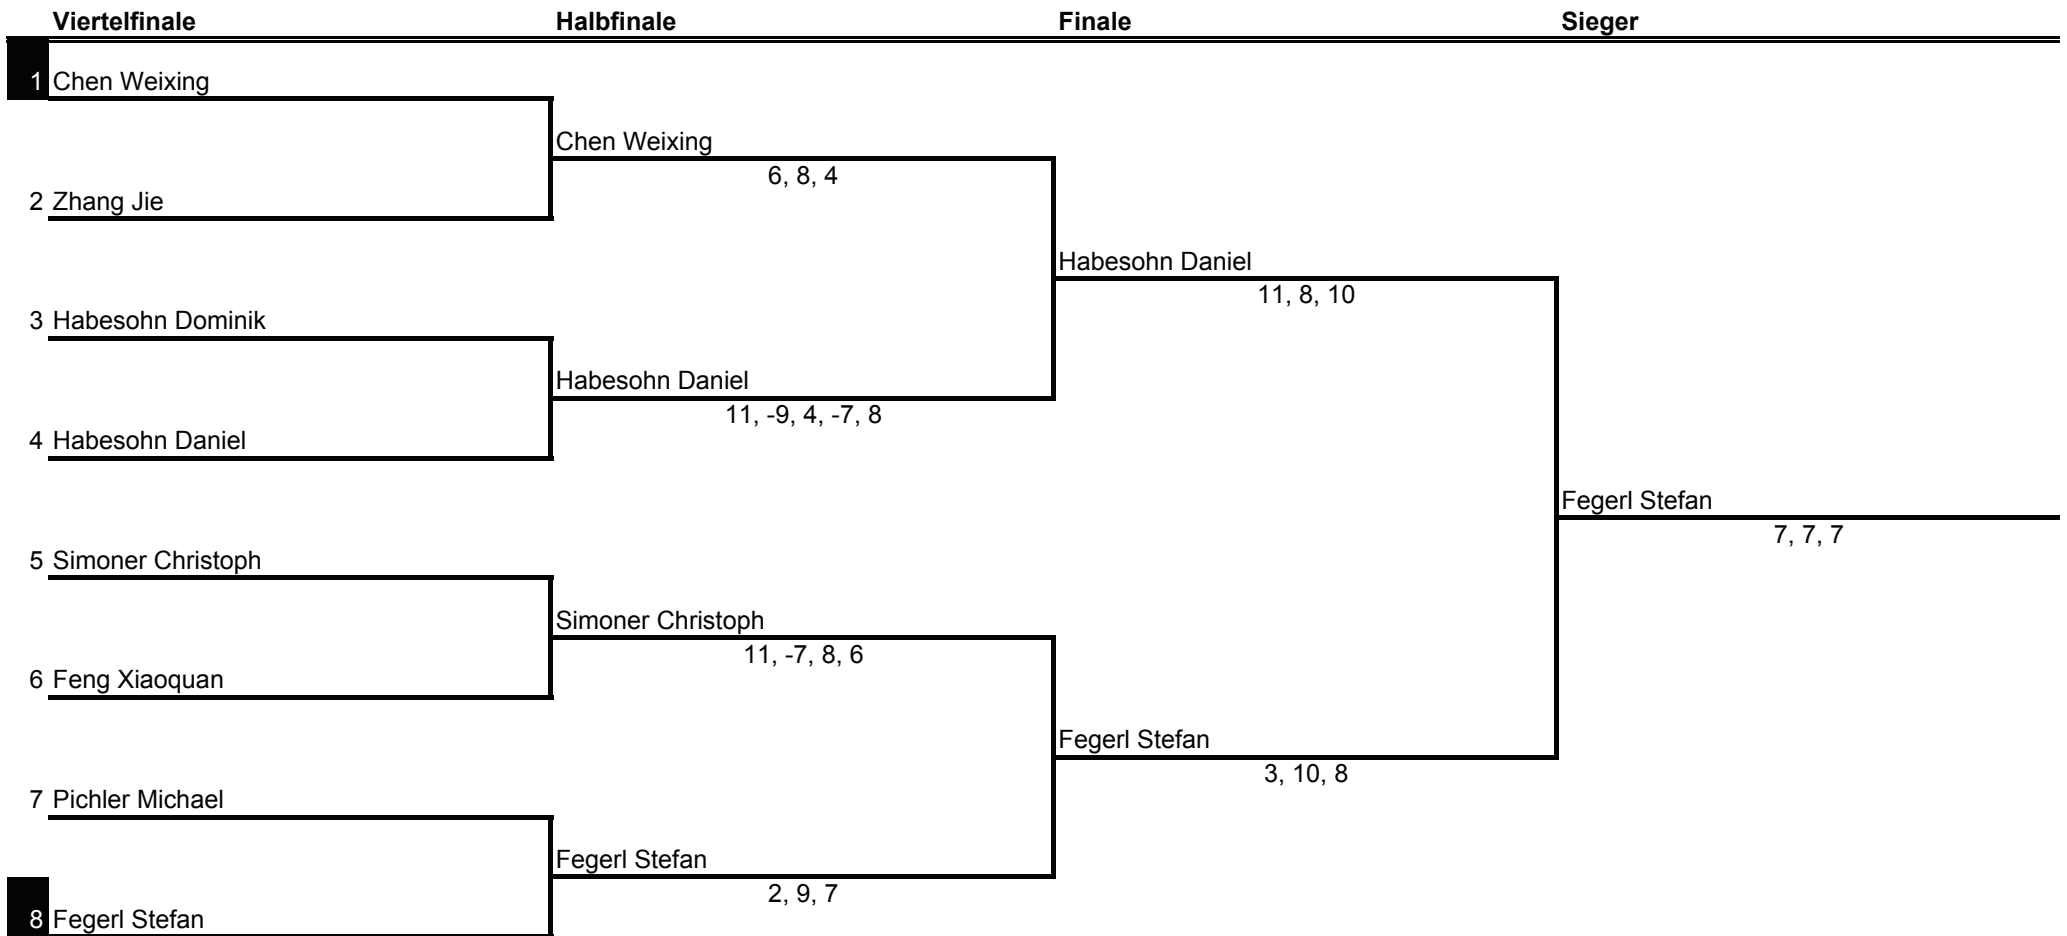 Viertelfinale Halbfinale Finale Sieger
1 Chen Weixing
Chen Weixing
6, 8, 4
2 Zhang Jie
Habesohn Daniel
11, 8, 10
3 Habesohn Dominik
Habesohn Daniel
11, -9, 4, -7, 8
4 Habesohn Daniel
Fegerl Stefan
7, 7, 7
5 Simoner Christoph
Simoner Christoph
11, -7, 8, 6
6 Feng Xiaoquan
Fegerl Stefan
3, 10, 8
7 Pichler Michael
Fegerl Stefan
2, 9, 7
8 Fegerl Stefan